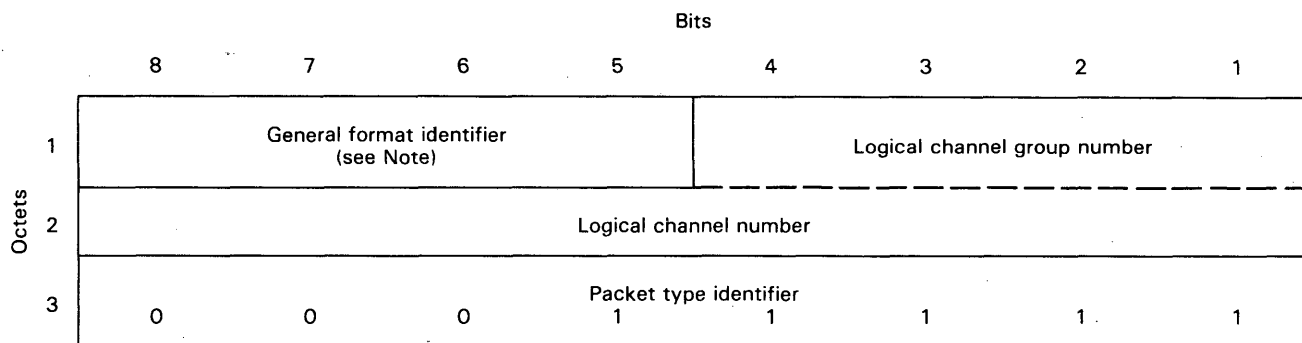 Bits
8 7 6 5 4 3 2 1
Octets
1
General format identifier
(see Note)
Logical channel group number
2
Logical channel number
3
Packet type identifier
0 0 0 1 1 1 1 1